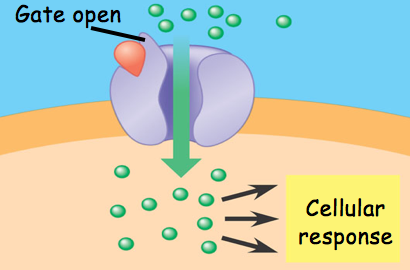 Gate open
Cellular
response